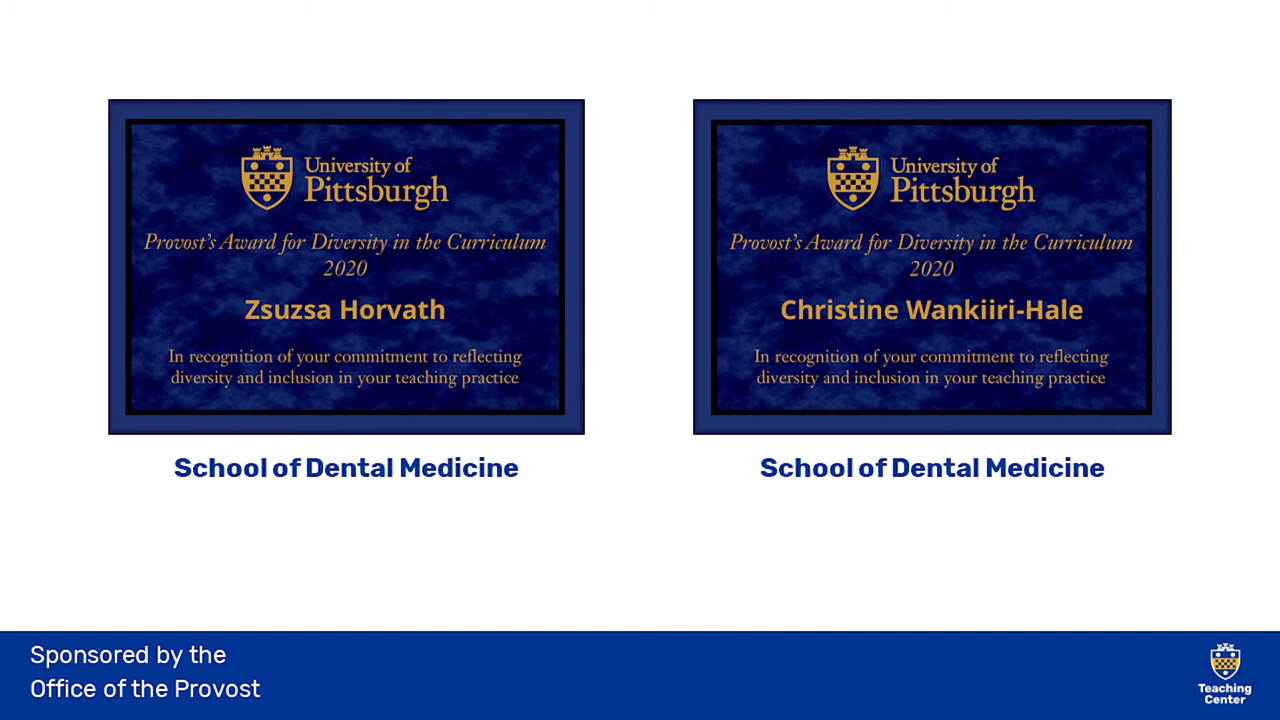 University of
Pittsburgh
Provost's Award for Diversity in the Curriculum
2020
Zsuzsa Horvath
In recognition of your commitment to reflecting
diversity and inclusion in your teaching practice
School of Dental Medicine
University of
Pittsburgh
Provost's Award for Diversity in the Curriculum
2020
Christine Wankiiri-Hale
In recognition of your commitment to reflecting
diversity and inclusion in your teaching practice
School of Dental Medicine
Sponsored by the
Office of the Provost
Teaching
Center